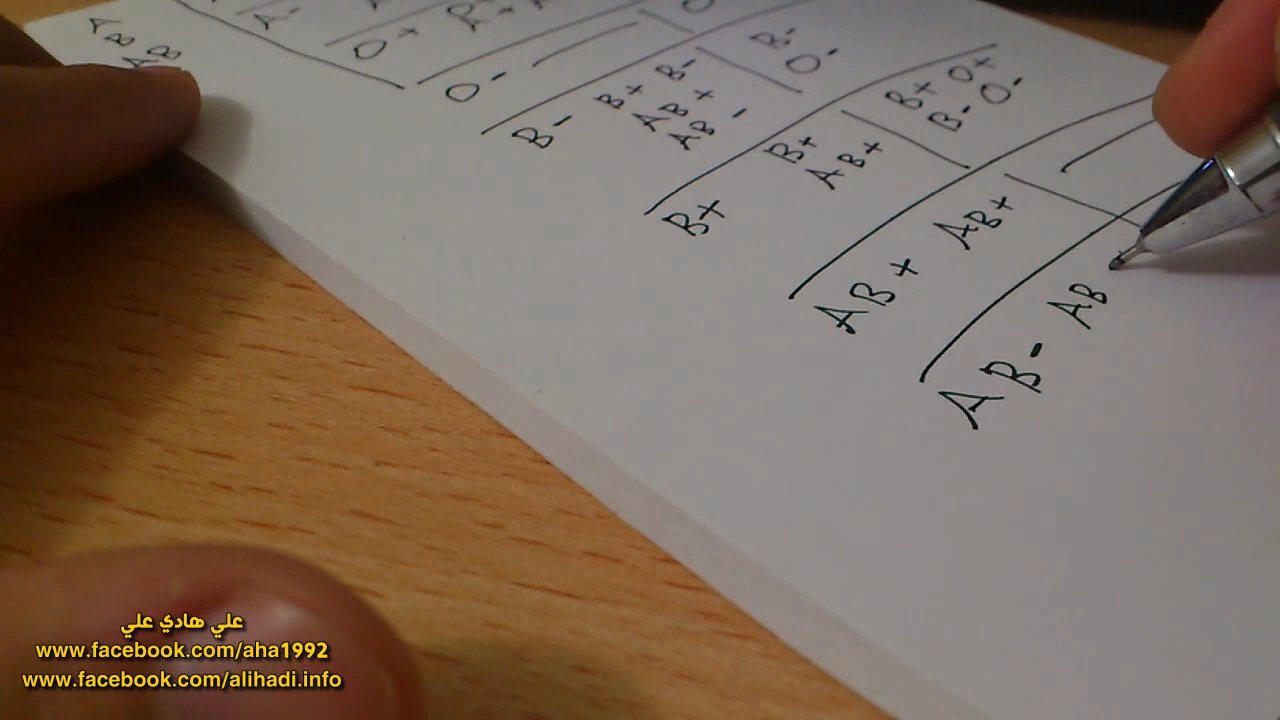 A
B
AB
A-
O+
O-
B-
B+ B-
AB+
AB-
B-
O-
B+
B+
AB+
B+ O+
B- O-
AB+ AB+
AB- AB
علي هادي علي
www.facebook.com/aha1992
www.facebook.com/alihadi.info